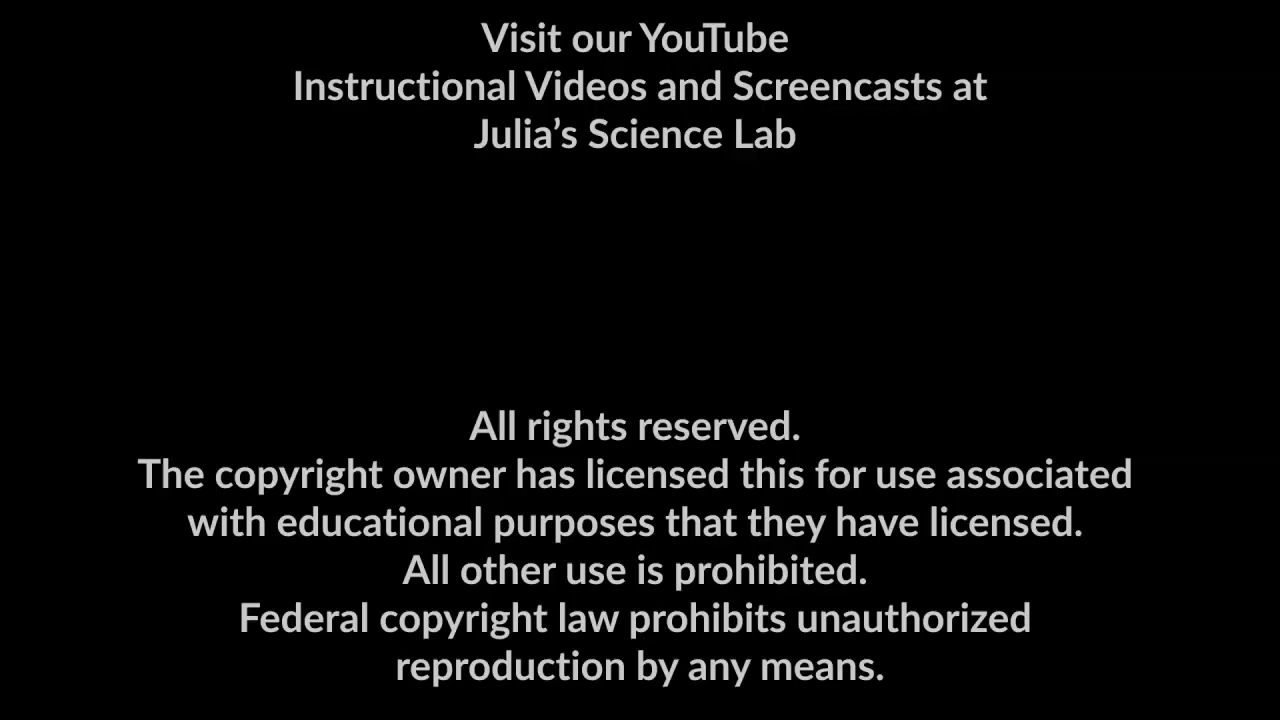 Visit our YouTube
Instructional Videos and Screencasts at
Julia’s Science Lab
All rights reserved.
The copyright owner has licensed this for use associated
with educational purposes that they have licensed.
All other use is prohibited.
Federal copyright law prohibits unauthorized
reproduction by any means.